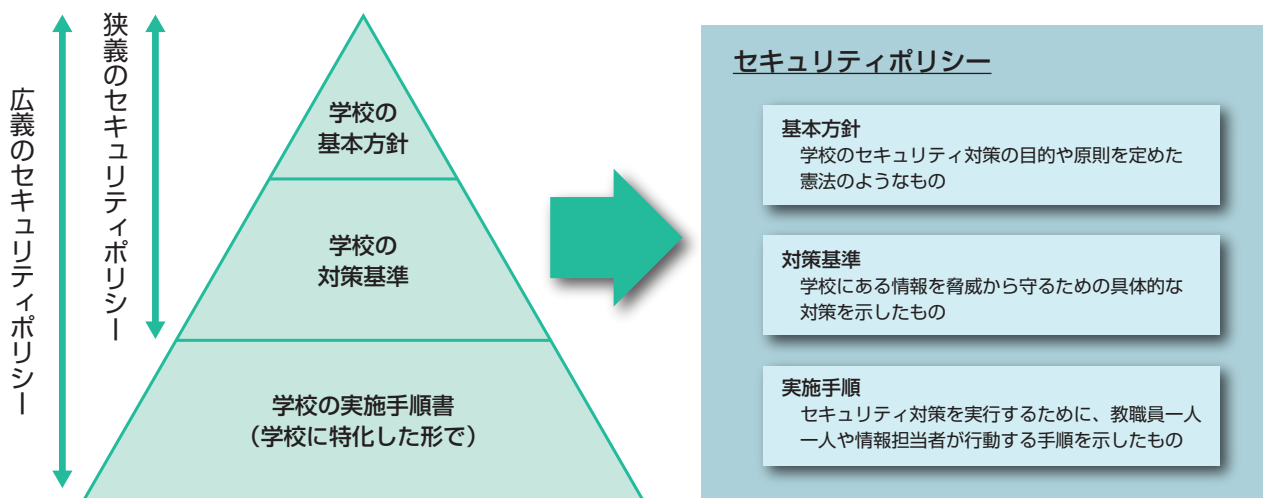 広義のセキュリティポリシー
狭義のセキュリティポリシー
学校の
基本方針
学校の
対策基準
学校の実施手順書
（学校に特化した形で）
セキュリティポリシー
基本方針
学校のセキュリティ対策の目的や原則を定めた
憲法のようなもの
対策基準
学校にある情報を脅威から守るための具体的な
対策を示したもの
実施手順
セキュリティ対策を実行するために、教職員一人
一人や情報担当者が行動する手順を示したもの